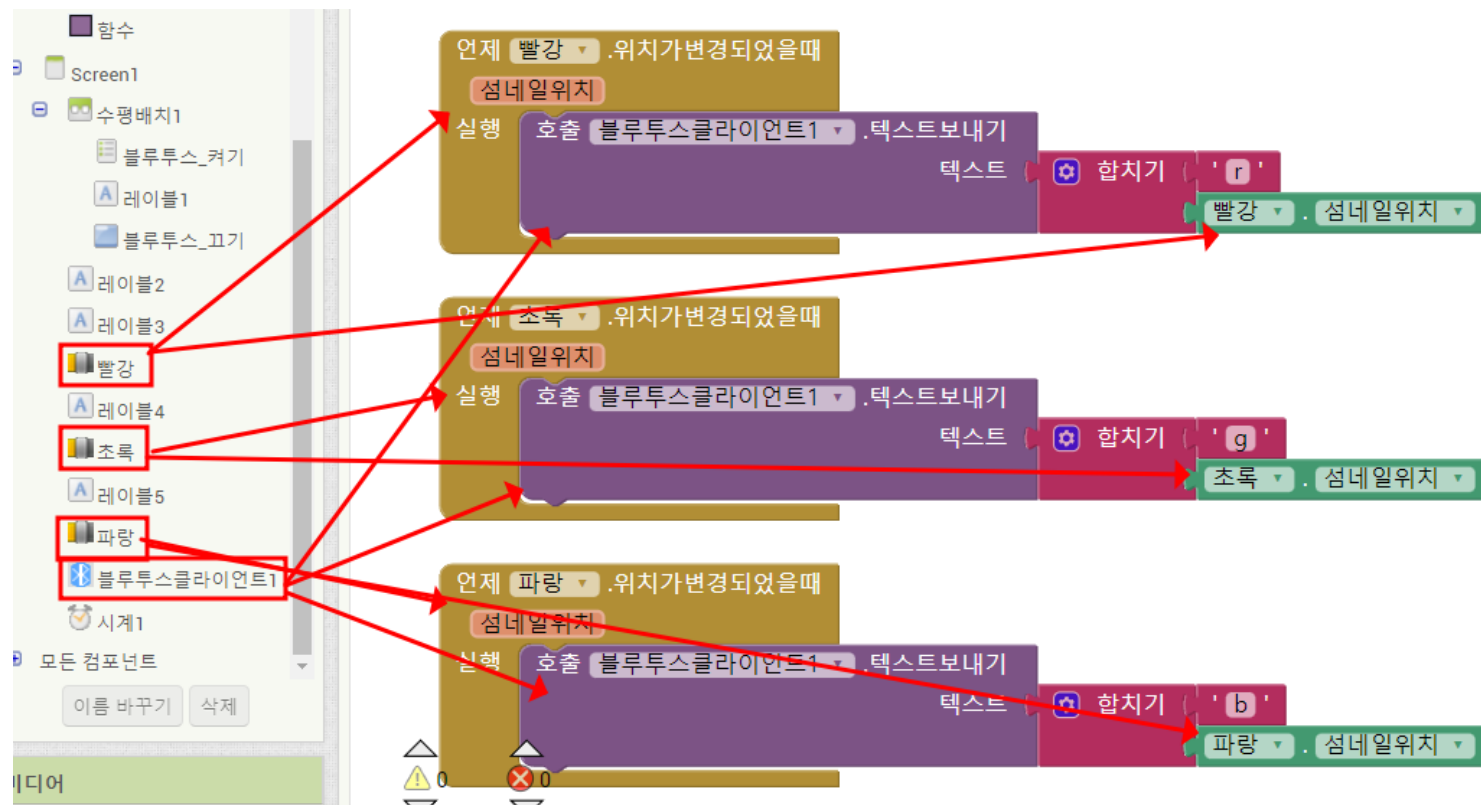 함수
Screen1
수평배치1
블루투스_켜기
레이블1
블루투스_끄기
레이블2
레이블3
빨강
레이블4
초록
레이블5
파랑
블루투스클라이언트1
시계1
모든 컴포넌트
이름 바꾸기 삭제
미디어
언제 빨강 .위치가변경되었을때
섬네일위치
실행 호출 블루투스클라이언트1 .텍스트보내기
텍스트 합치기 ' r '
빨강 . 섬네일위치
언제 초록 .위치가변경되었을때
섬네일위치
실행 호출 블루투스클라이언트1 .텍스트보내기
텍스트 합치기 ' g '
초록 . 섬네일위치
언제 파랑 .위치가변경되었을때
섬네일위치
실행 호출 블루투스클라이언트1 .텍스트보내기
텍스트 합치기 ' b '
파랑 . 섬네일위치
0 0